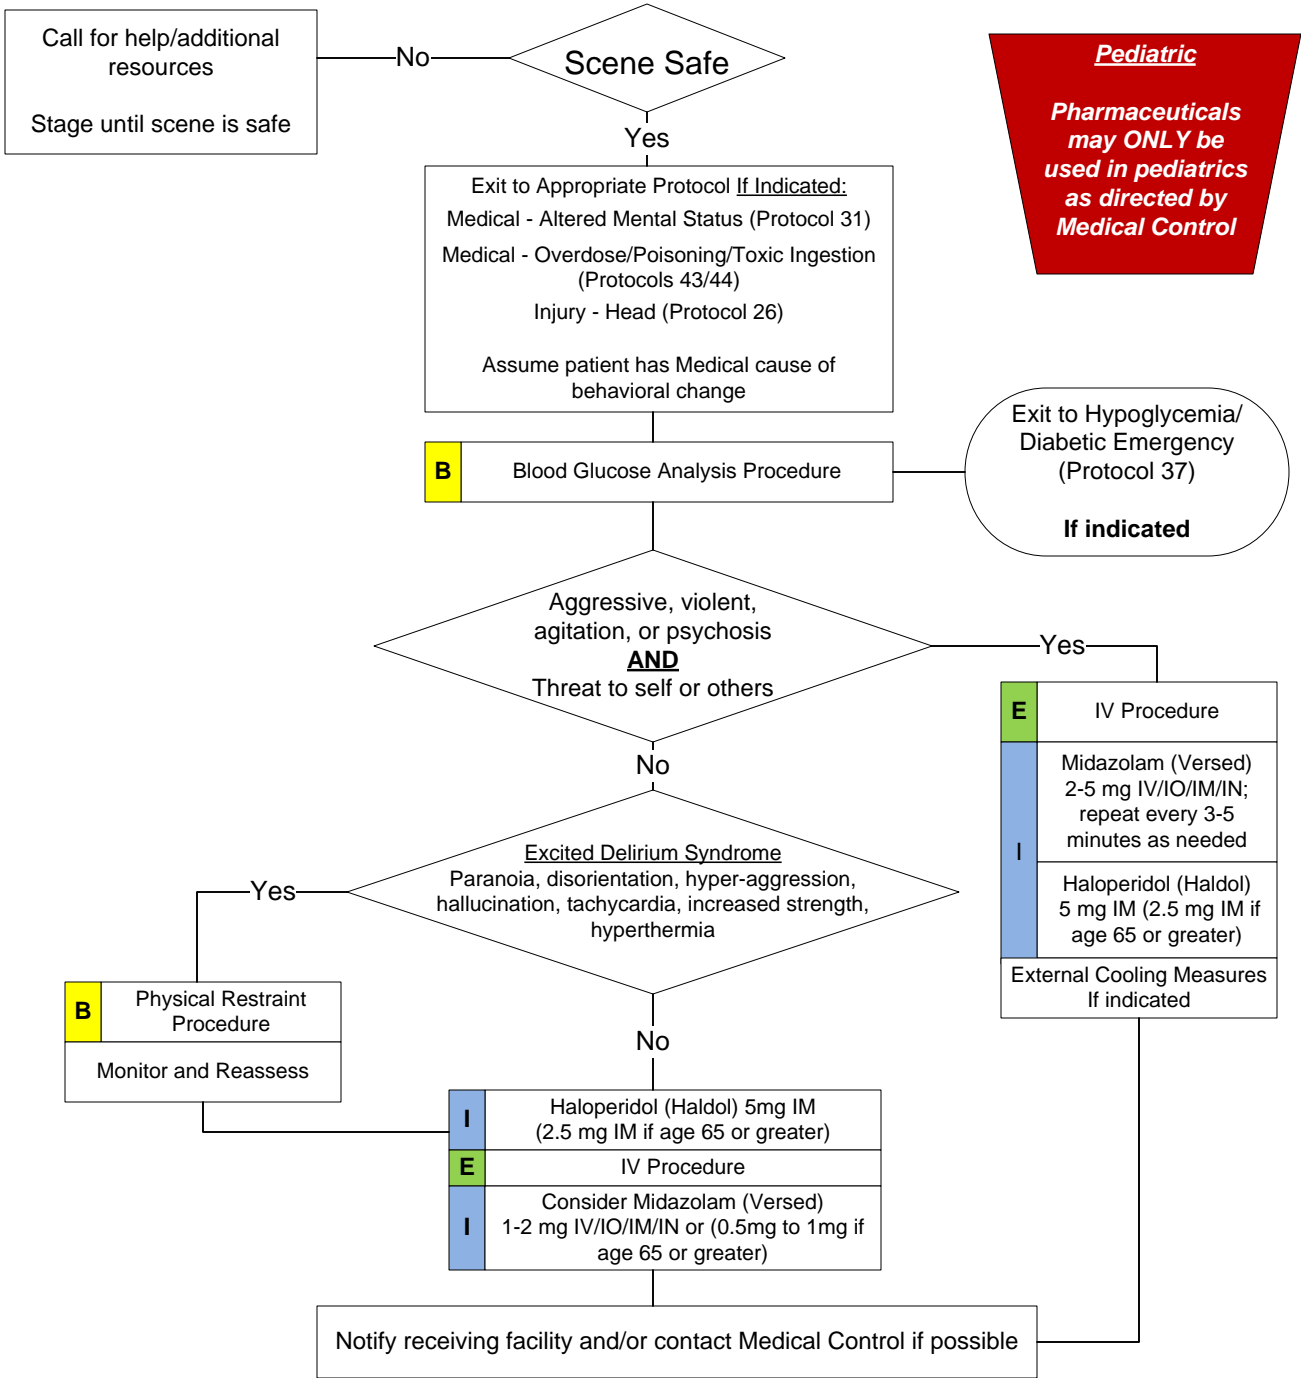 Call for help/additional
resources
Stage until scene is safe
No
Scene Safe
Yes
Pediatric
Pharmaceuticals
may ONLY be
used in pediatrics
as directed by
Medical Control
Exit to Appropriate Protocol If Indicated:
Medical - Altered Mental Status (Protocol 31)
Medical - Overdose/Poisoning/Toxic Ingestion
(Protocols 43/44)
Injury - Head (Protocol 26)
Assume patient has Medical cause of
behavioral change
B
Blood Glucose Analysis Procedure
Exit to Hypoglycemia/
Diabetic Emergency
(Protocol 37)
If indicated
Aggressive, violent,
agitation, or psychosis
AND
Threat to self or others
Yes
E
IV Procedure
I
Midazolam (Versed)
2-5 mg IV/IO/IM/IN;
repeat every 3-5
minutes as needed
Haloperidol (Haldol)
5 mg IM (2.5 mg IM if
age 65 or greater)
External Cooling Measures
If indicated
No
Excited Delirium Syndrome
Paranoia, disorientation, hyper-aggression,
hallucination, tachycardia, increased strength,
hyperthermia
Yes
B
Physical Restraint
Procedure
Monitor and Reassess
No
I
Haloperidol (Haldol) 5mg IM
(2.5 mg IM if age 65 or greater)
E
IV Procedure
I
Consider Midazolam (Versed)
1-2 mg IV/IO/IM/IN or (0.5mg to 1mg if
age 65 or greater)
Notify receiving facility and/or contact Medical Control if possible